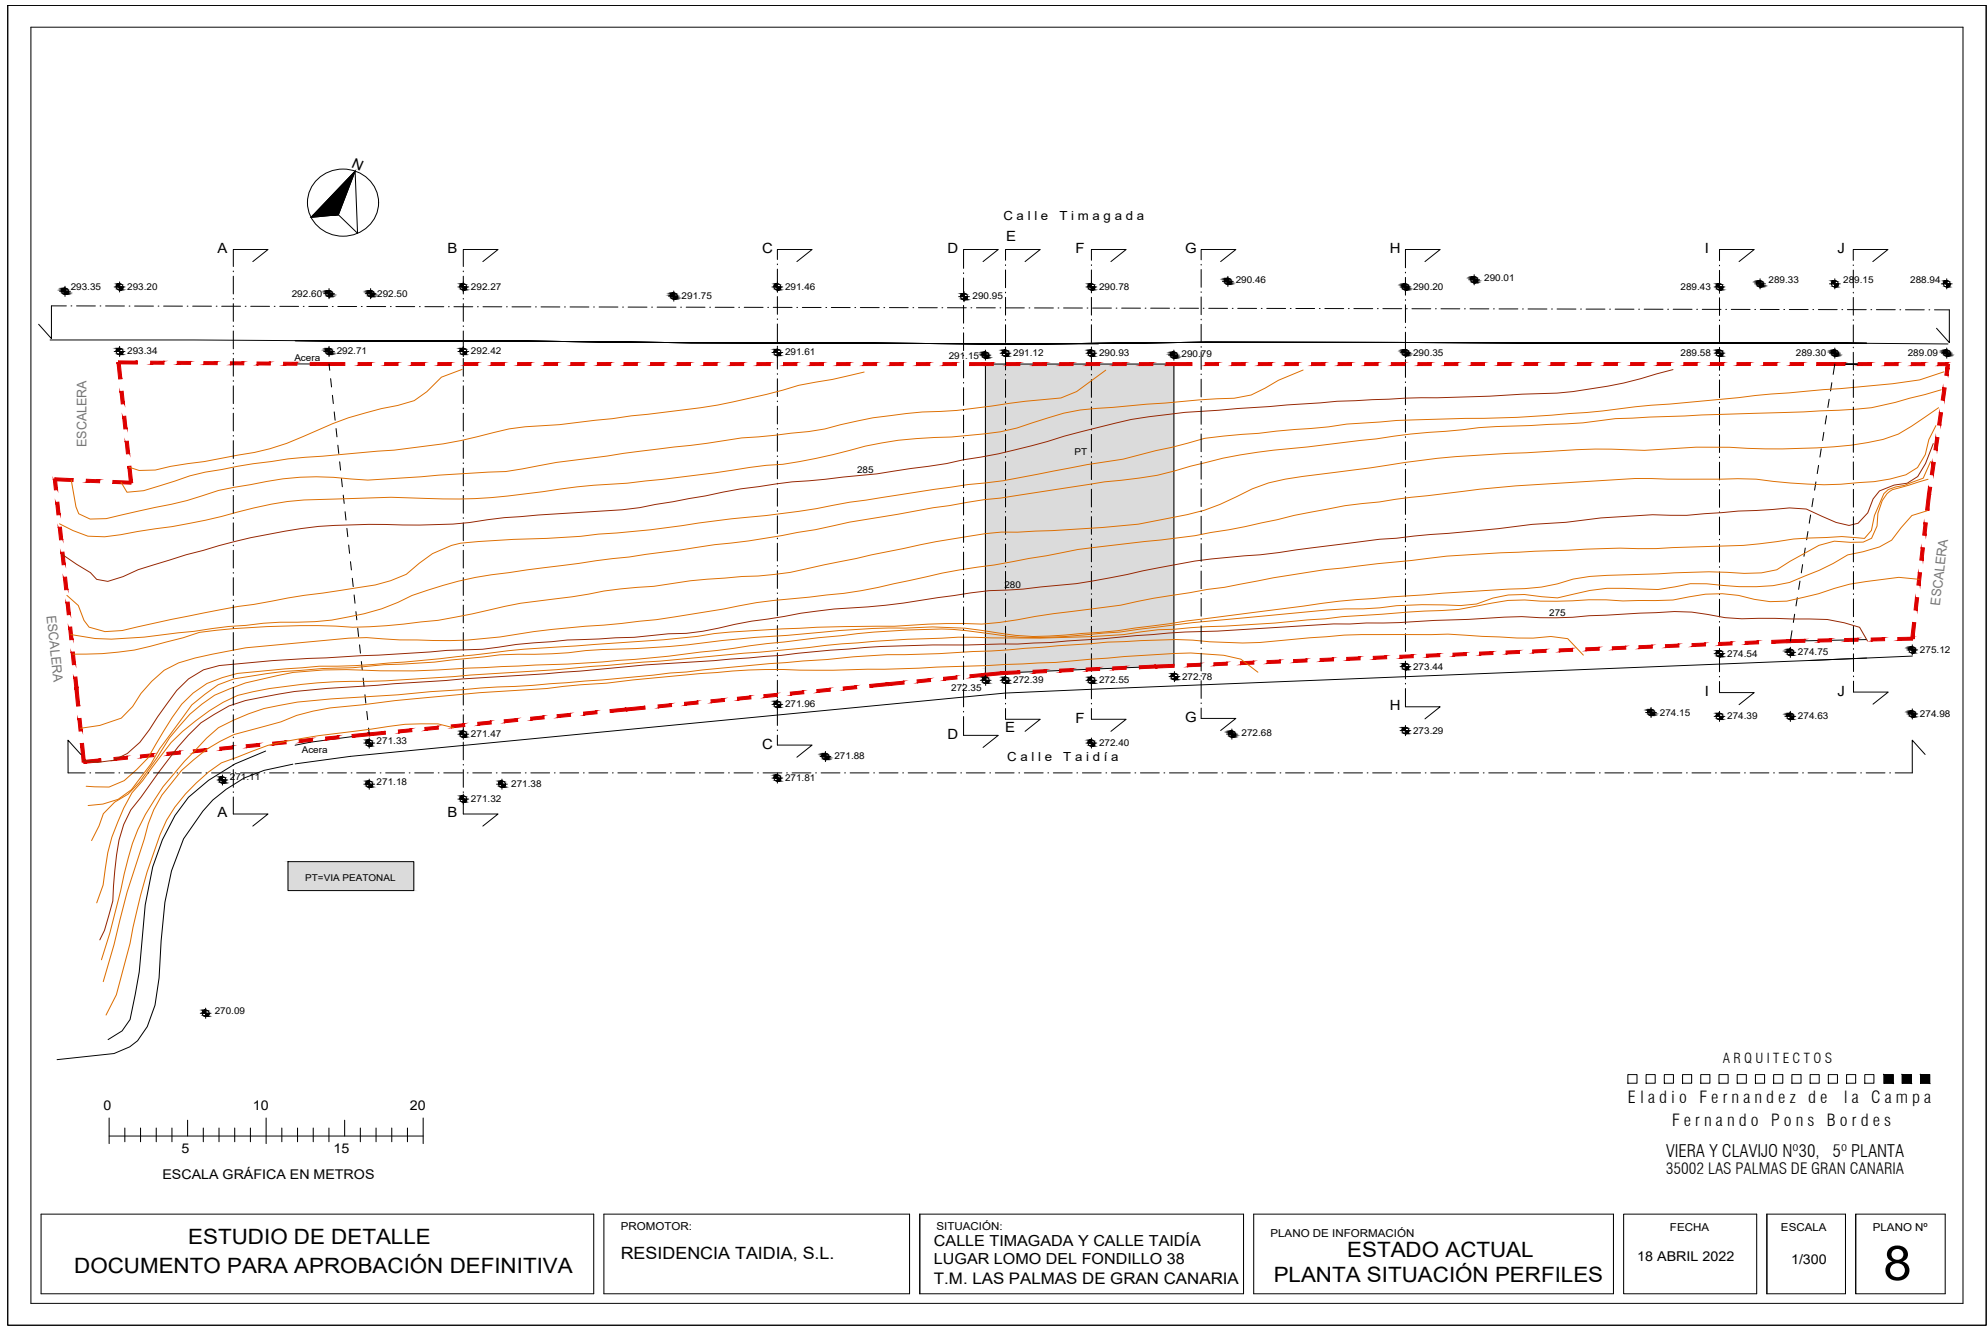 N
Calle Timagada
A
B
C
D
E
F
G
H
I
J
293.35
293.20
292.60
292.50
292.27
291.75
291.46
290.95
290.78
290.46
290.20
290.01
289.43
289.33
289.15
288.94
293.34
Acera
292.71
292.42
291.61
291.15
291.12
290.93
290.79
290.35
289.58
289.30
289.09
ESCALERA
PT
285
280
275
ESCALERA
ESCALERA
271.11
Acera
271.33
271.47
271.96
272.35
272.39
272.55
272.78
273.44
274.54
274.75
275.12
271.18
271.32
271.38
271.81
271.88
272.40
272.68
273.29
274.15
274.39
274.63
274.98
A
B
C
D
E
F
G
H
I
J
Calle Taidía
PT=VIA PEATONAL
270.09
0
10
20
5
15
ESCALA GRÁFICA EN METROS
ARQUITECTOS
Eladio Fernandez de la Campa
Fernando Pons Bordes
VIERA Y CLAVIJO Nº30, 5º PLANTA
35002 LAS PALMAS DE GRAN CANARIA
ESTUDIO DE DETALLE
DOCUMENTO PARA APROBACIÓN DEFINITIVA
PROMOTOR:
RESIDENCIA TAIDIA, S.L.
SITUACIÓN:
CALLE TIMAGADA Y CALLE TAIDÍA
LUGAR LOMO DEL FONDILLO 38
T.M. LAS PALMAS DE GRAN CANARIA
PLANO DE INFORMACIÓN
ESTADO ACTUAL
PLANTA SITUACIÓN PERFILES
FECHA
18 ABRIL 2022
ESCALA
1/300
PLANO Nº
8